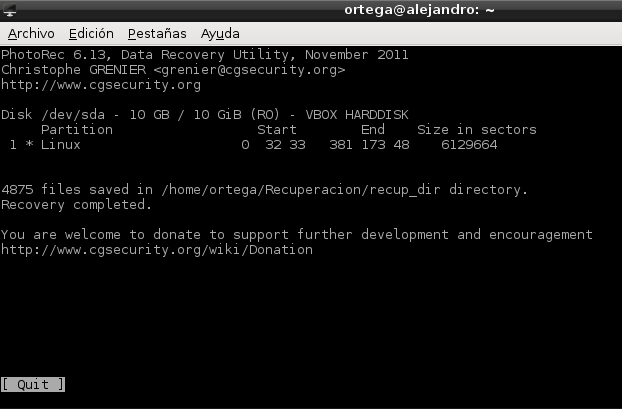 ortega@alejandro: ~
Archivo Edición Pestañas Ayuda
PhotoRec 6.13, Data Recovery Utility, November 2011
Christophe GRENIER <grenier@cgsecurity.org>
http://www.cgsecurity.org
Disk /dev/sda - 10 GB / 10 GiB (RO) - VBOX HARDDISK
Partition Start End Size in sectors
1 * Linux 0 32 33 381 173 48 6129664
4875 files saved in /home/ortega/Recuperacion/recup_dir directory.
Recovery completed.
You are welcome to donate to support further development and encouragement
http://www.cgsecurity.org/wiki/Donation
[ Quit ]